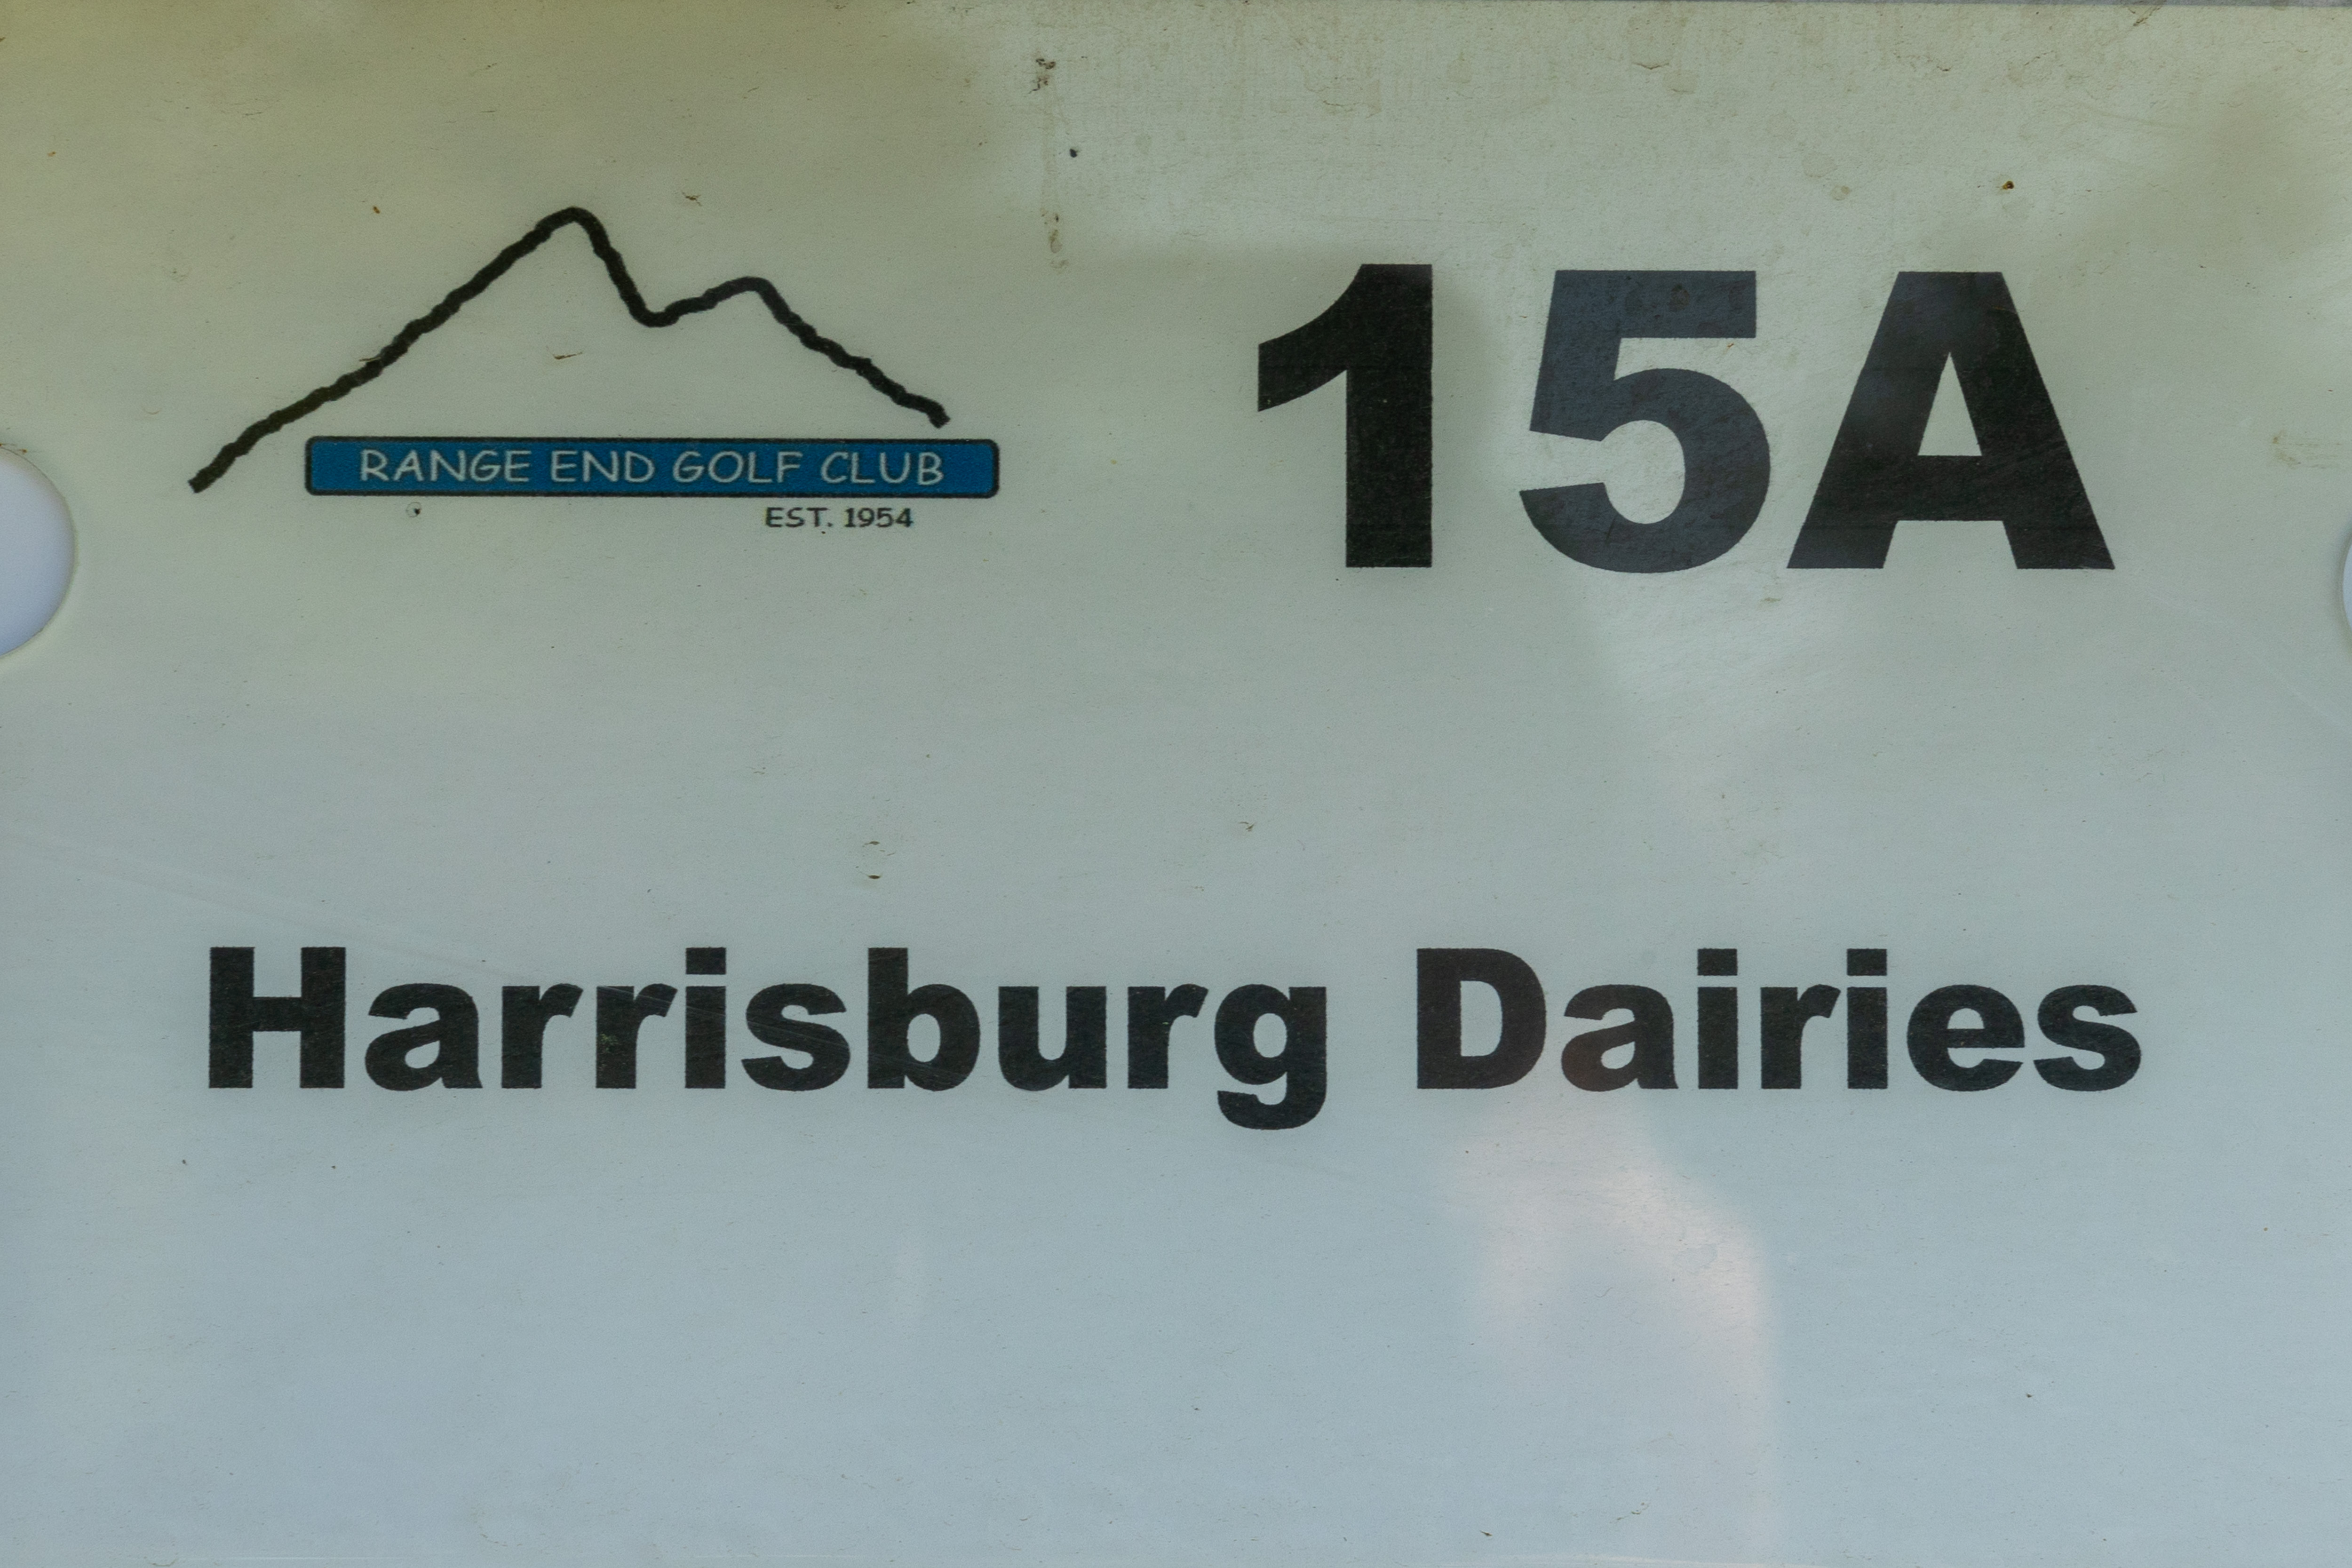 RANGE END GOLF CLUB
EST. 1954
15A
Harrisburg Dairies